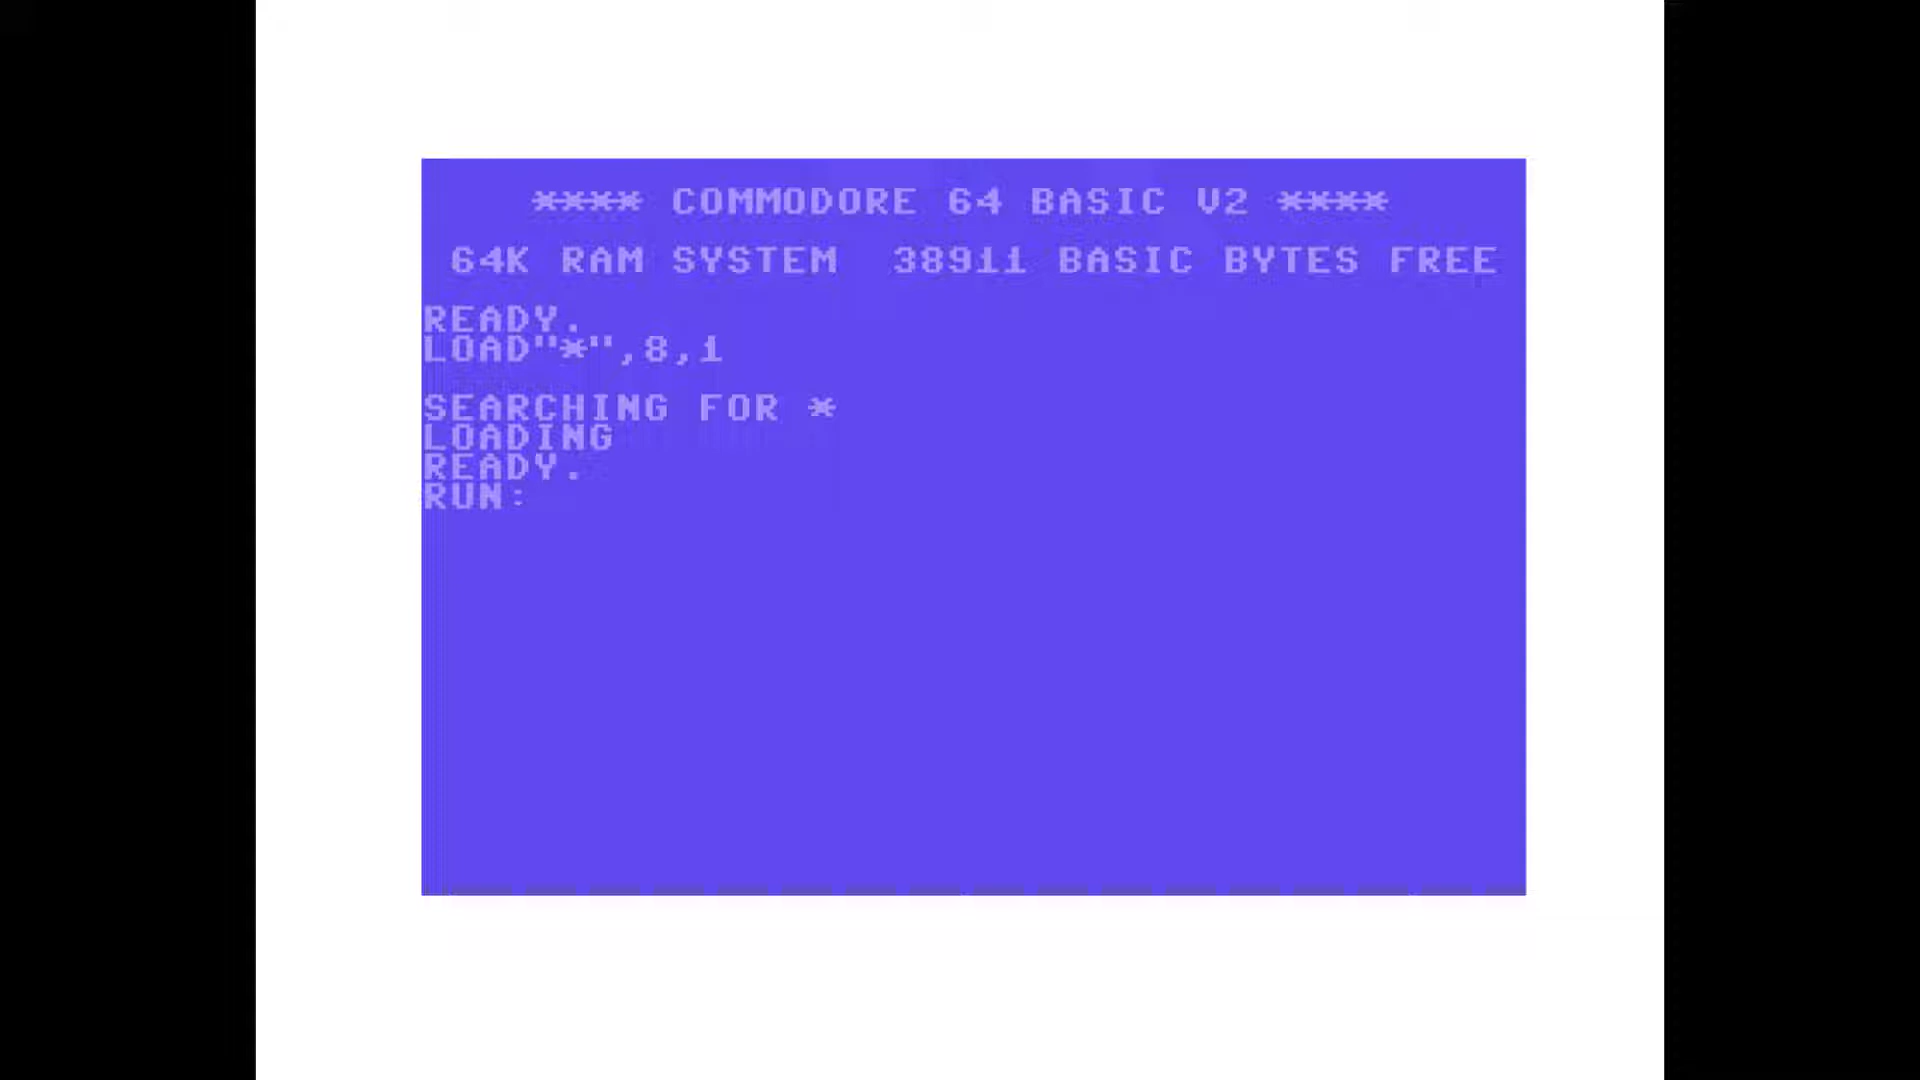 **** COMMODORE 64 BASIC V2 ****
64K RAM SYSTEM  38911 BASIC BYTES FREE
READY.
LOAD"*",8,1
SEARCHING FOR *
LOADING
READY.
RUN: